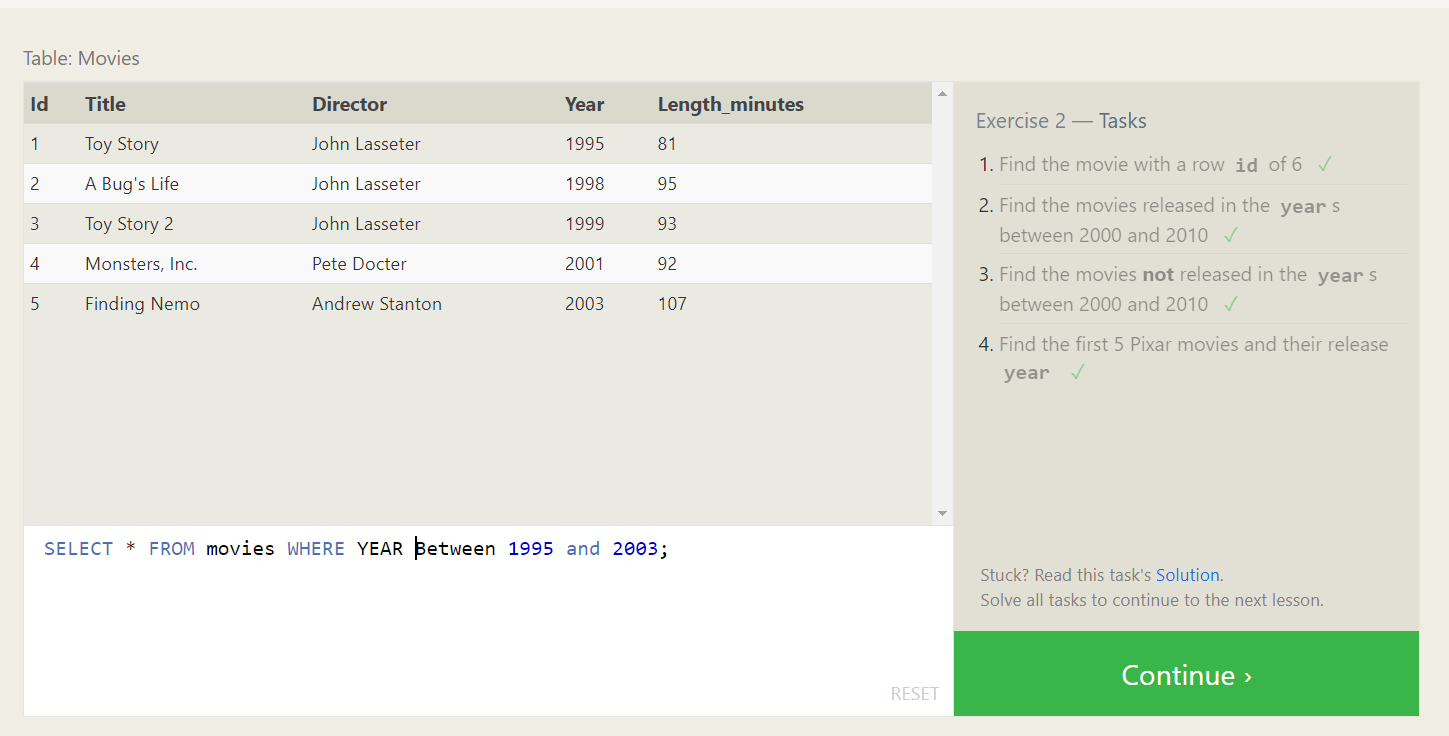 Table: Movies
Id Title Director Year Length_minutes
1 Toy Story John Lasseter 1995 81
2 A Bug's Life John Lasseter 1998 95
3 Toy Story 2 John Lasseter 1999 93
4 Monsters, Inc. Pete Docter 2001 92
5 Finding Nemo Andrew Stanton 2003 107
SELECT * FROM movies WHERE YEAR Between 1995 and 2003;
RESET
Exercise 2 — Tasks
1. Find the movie with a row id of 6 ✓
2. Find the movies released in the year s
between 2000 and 2010 ✓
3. Find the movies not released in the year s
between 2000 and 2010 ✓
4. Find the first 5 Pixar movies and their release
year ✓
Stuck? Read this task's Solution.
Solve all tasks to continue to the next lesson.
Continue ›